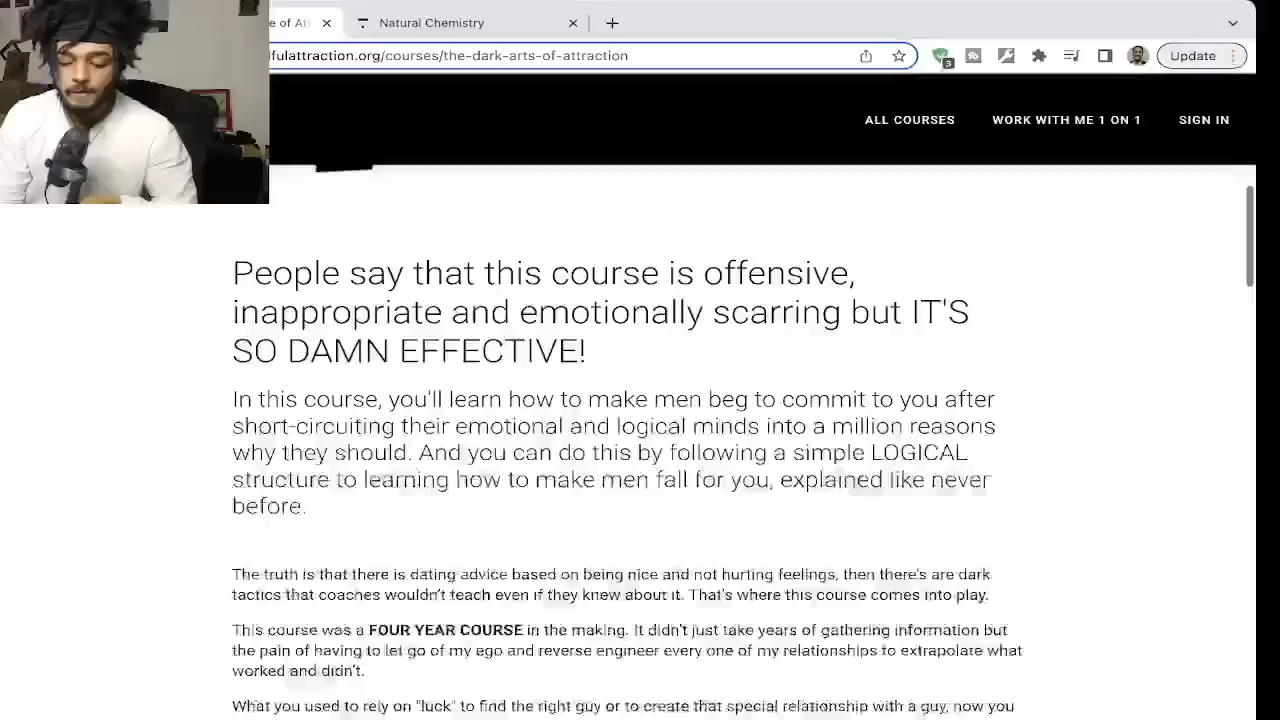 e of Att
Natural Chemistry
fulattraction.org/courses/the-dark-arts-of-attraction
3
Update
ALL COURSES
WORK WITH ME 1 ON 1
SIGN IN
People say that this course is offensive,
inappropriate and emotionally scarring but IT'S
SO DAMN EFFECTIVE!
In this course, you'll learn how to make men beg to commit to you after
short-circuiting their emotional and logical minds into a million reasons
why they should. And you can do this by following a simple LOGICAL
structure to learning how to make men fall for you, explained like never
before.
The truth is that there is dating advice based on being nice and not hurting feelings, then there's are dark
tactics that coaches wouldn't teach even if they knew about it. That's where this course comes into play.
This course was a FOUR YEAR COURSE in the making. It didn't just take years of gathering information but
the pain of having to let go of my ego and reverse engineer every one of my relationships to extrapolate what
worked and didn't.
What you used to rely on "luck" to find the right guy or to create that special relationship with a guy, now you